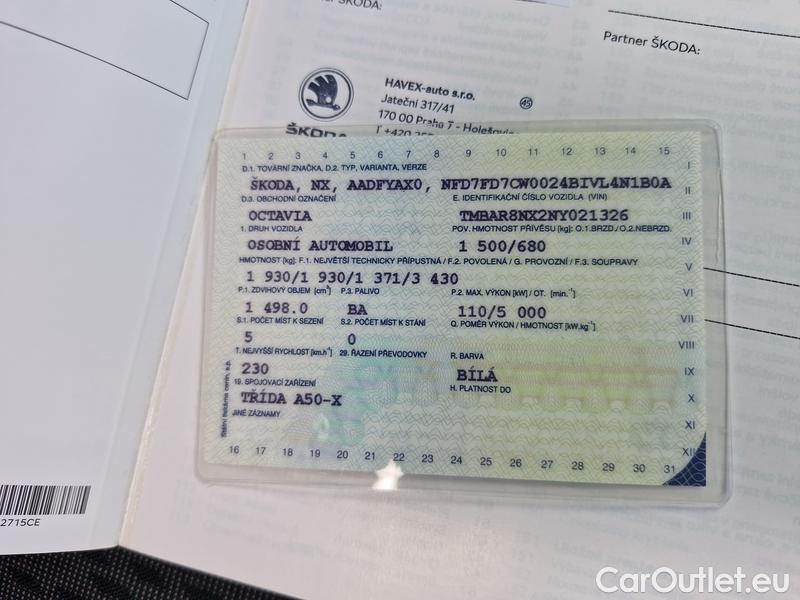 Partner ŠKODA:
HAVEX-auto s.r.o.
Jateční 317/41
170 00 Praha 7 - Holešovice
45
ŠKODA
1 2 3 4 5 6 7 8 9 10 11 12 13 14 15
D.1. TOVÁRNÍ ZNAČKA, D.2. TYP, VARIANTA, VERZE
ŠKODA, NX, AADFYAX0, NFD7FD7CW0024BIVL4N1B0A
D.3. OBCHODNÍ OZNAČENÍ E. IDENTIFIKAČNÍ ČÍSLO VOZIDLA (VIN)
OCTAVIA TMBAR8NX2NY021326
1. DRUH VOZIDLA POV. HMOTNOST PŘÍVĚSU [kg]: O.1.BRZD./O.2.NEBRZD.
OSOBNÍ AUTOMOBIL 1 500/680
HMOTNOST [kg]: F.1. NEJVĚTŠÍ TECHNICKY PŘÍPUSTNÁ / F.2. POVOLENÁ / G. PROVOZNÍ / F.3. SOUPRAVY
1 930/1 930/1 371/3 430
P.1. ZDVIHOVÝ OBJEM [cm³] P.3. PALIVO P.2. MAX. VÝKON [kW] / OT. [min.⁻¹]
1 498.0 BA 110/5 000
S.1. POČET MÍST K SEZENÍ S.2. POČET MÍST K STÁNÍ Q. POMĚR VÝKON / HMOTNOST [kW.kg⁻¹]
5 0
T. NEJVYŠŠÍ RYCHLOST [km.h⁻¹] 29. ŘAZENÍ PŘEVODOVKY R. BARVA
230 BÍLÁ
19. SPOJOVACÍ ZAŘÍZENÍ H. PLATNOST DO
TŘÍDA A50-X
JINÉ ZÁZNAMY
16 17 18 19 20 21 22 23 24 25 26 27 28 29 30 31
I
II
III
IV
V
VI
VII
VIII
IX
X
XI
XII
2715CE
CarOutlet.eu